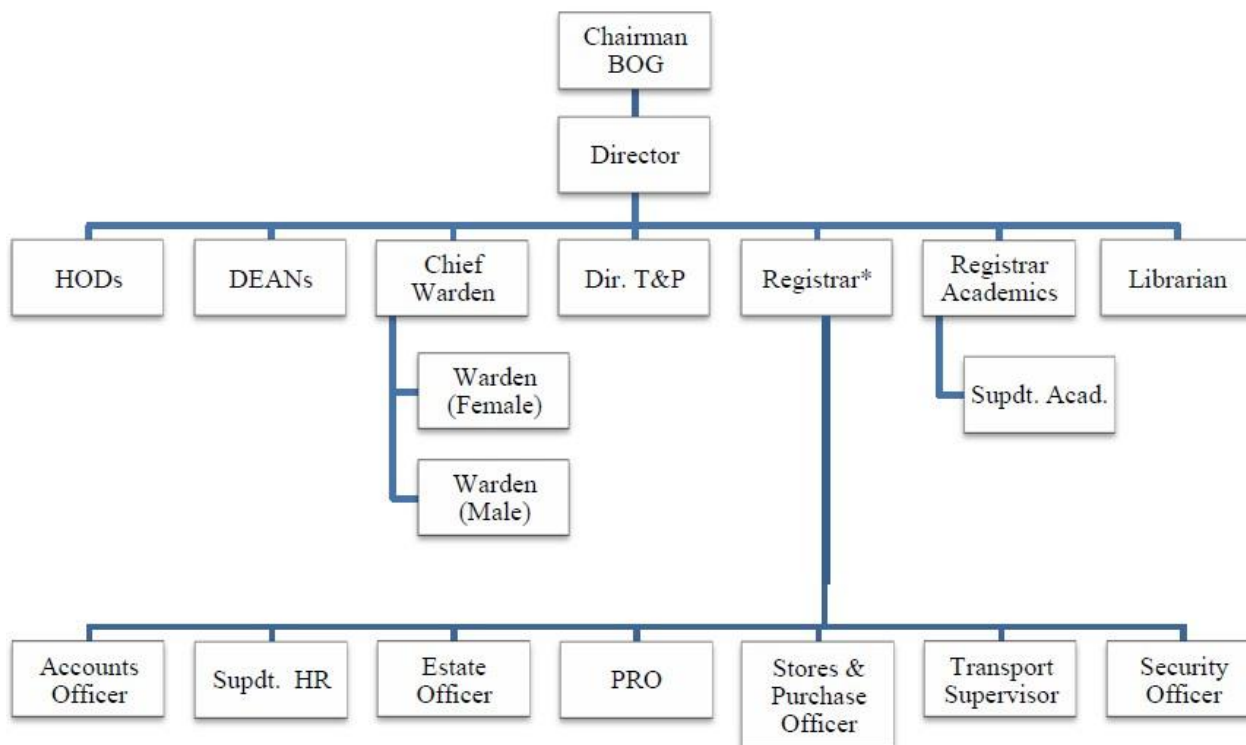 Chairman
BOG
Director
HODs
DEANs
Chief
Warden
Dir. T&P
Registrar*
Registrar
Academics
Librarian
Warden
(Female)
Supdt. Acad.
Warden
(Male)
Accounts
Officer
Supdt. HR
Estate
Officer
PRO
Stores &
Purchase
Officer
Transport
Supervisor
Security
Officer